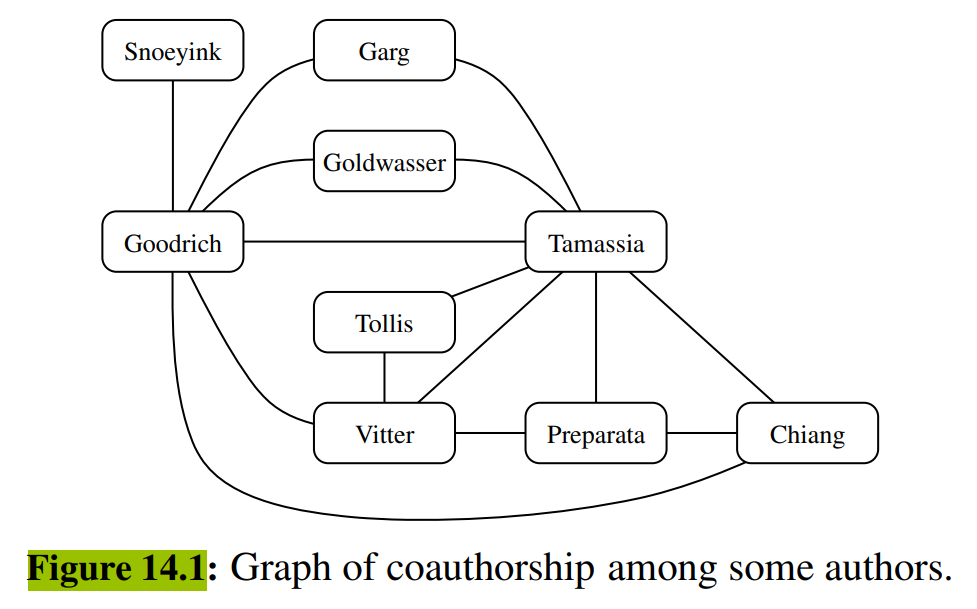 Snoeyink
Garg
Goldwasser
Goodrich
Tamassia
Tollis
Vitter
Preparata
Chiang
Figure 14.1: Graph of coauthorship among some authors.